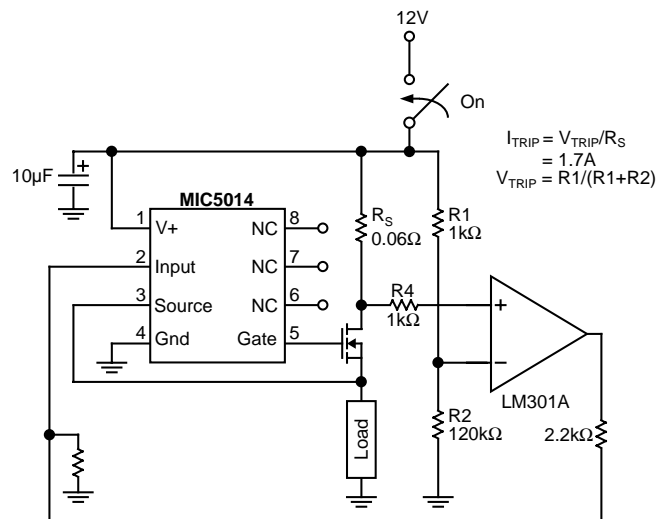 12V
On
I_TRIP = V_TRIP/R_S
= 1.7A
V_TRIP = R1/(R1+R2)
10µF
+
MIC5014
1 V+ NC 8
2 Input NC 7
3 Source NC 6
4 Gnd Gate 5
R_S
0.06Ω
R1
1kΩ
R4
1kΩ
+
−
LM301A
R2
120kΩ
2.2kΩ
Load